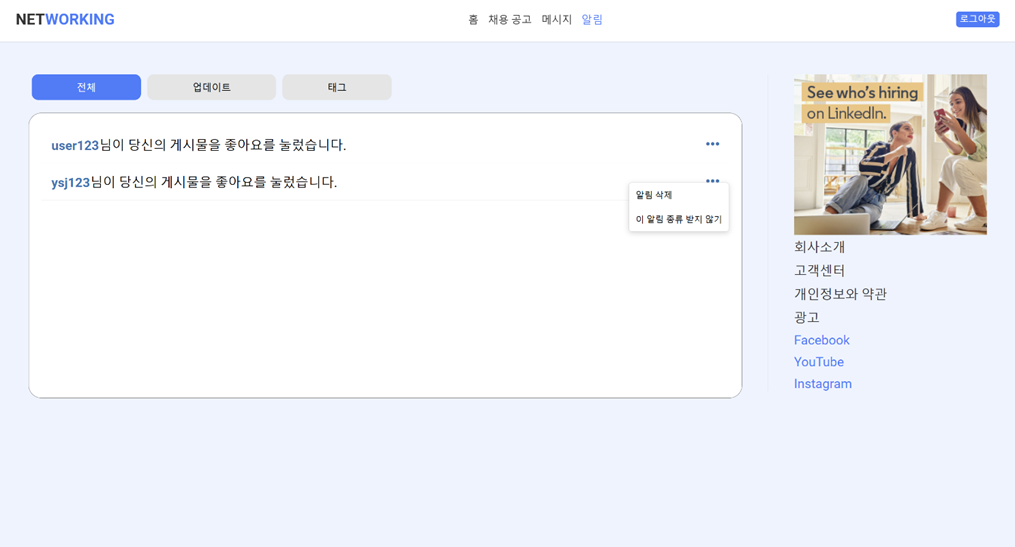 NETWORKING
홈 채용 공고 메시지 알림
로그아웃
전체 업데이트 태그
user123님이 당신의 게시물을 좋아요를 눌렀습니다.
ysj123님이 당신의 게시물을 좋아요를 눌렀습니다.
알림 삭제
이 알림 종류 받지 않기
See who's hiring
on LinkedIn.
회사소개
고객센터
개인정보와 약관
광고
Facebook
YouTube
Instagram